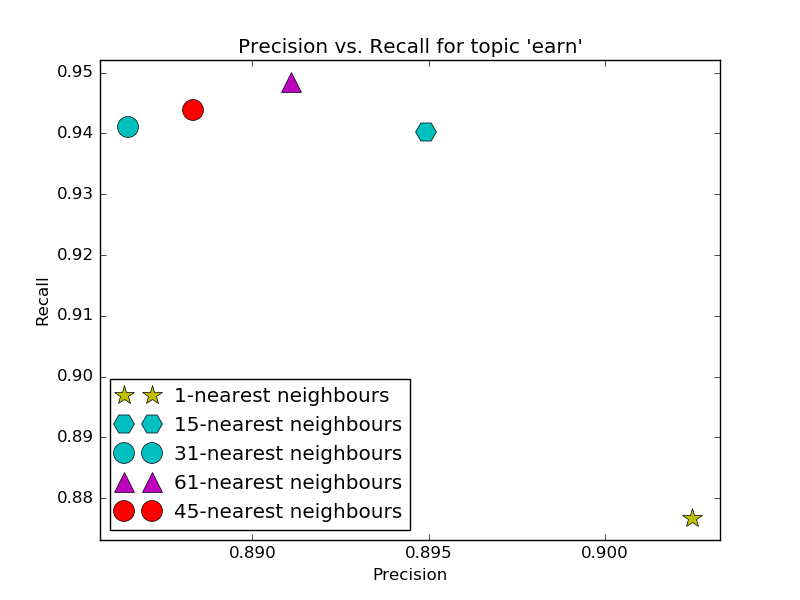 Precision vs. Recall for topic 'earn'
0.95
0.94
0.93
0.92
0.91
0.90
0.89
0.88
Recall
1-nearest neighbours
15-nearest neighbours
31-nearest neighbours
61-nearest neighbours
45-nearest neighbours
0.890 0.895 0.900
Precision